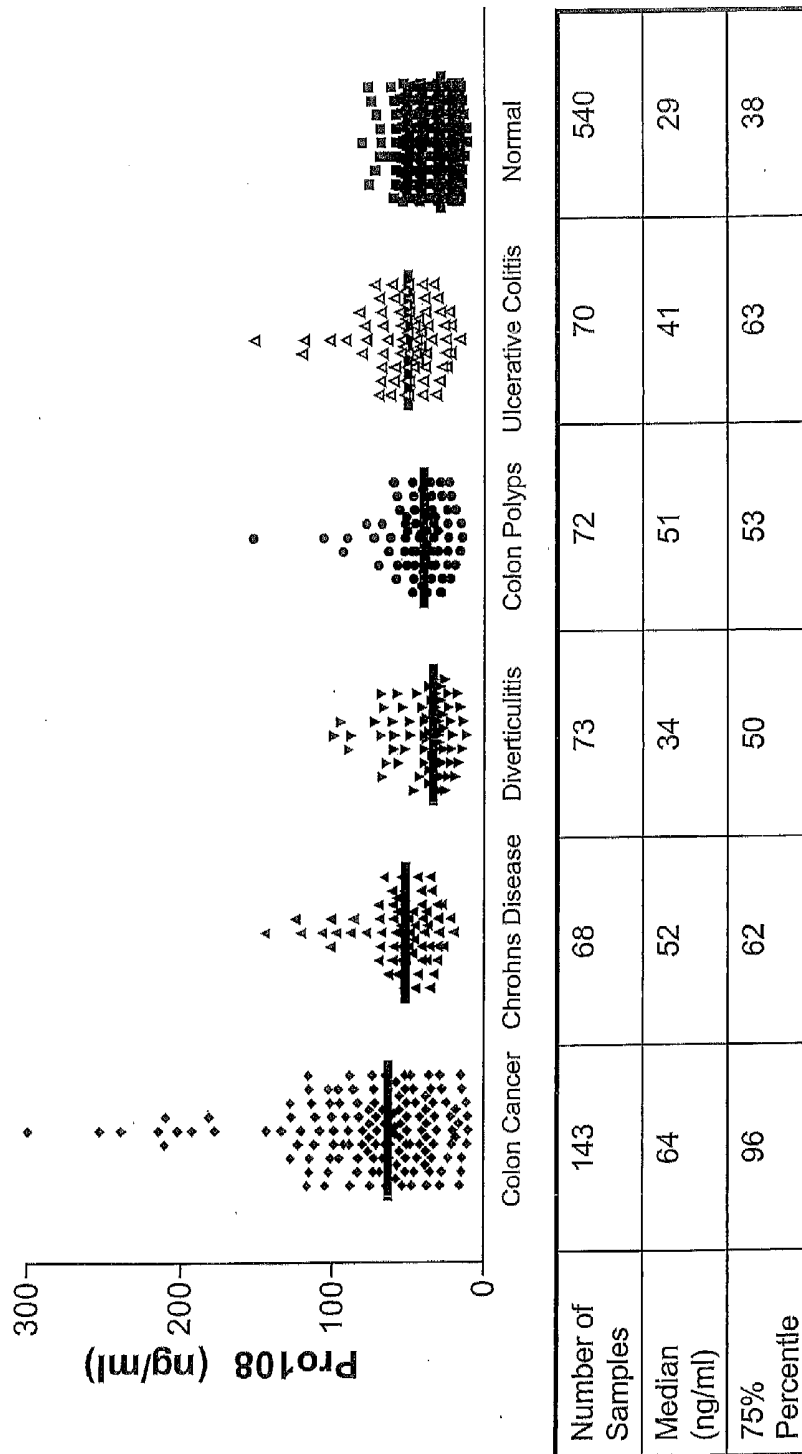 300
200
100
0
Pro108 (ng/ml)
Colon Cancer Chrohns Disease Diverticulitis Colon Polyps Ulcerative Colitis Normal
Number of Samples 143 68 73 72 70 540
Median (ng/ml) 64 52 34 51 41 29
75% Percentle 96 62 50 53 63 38